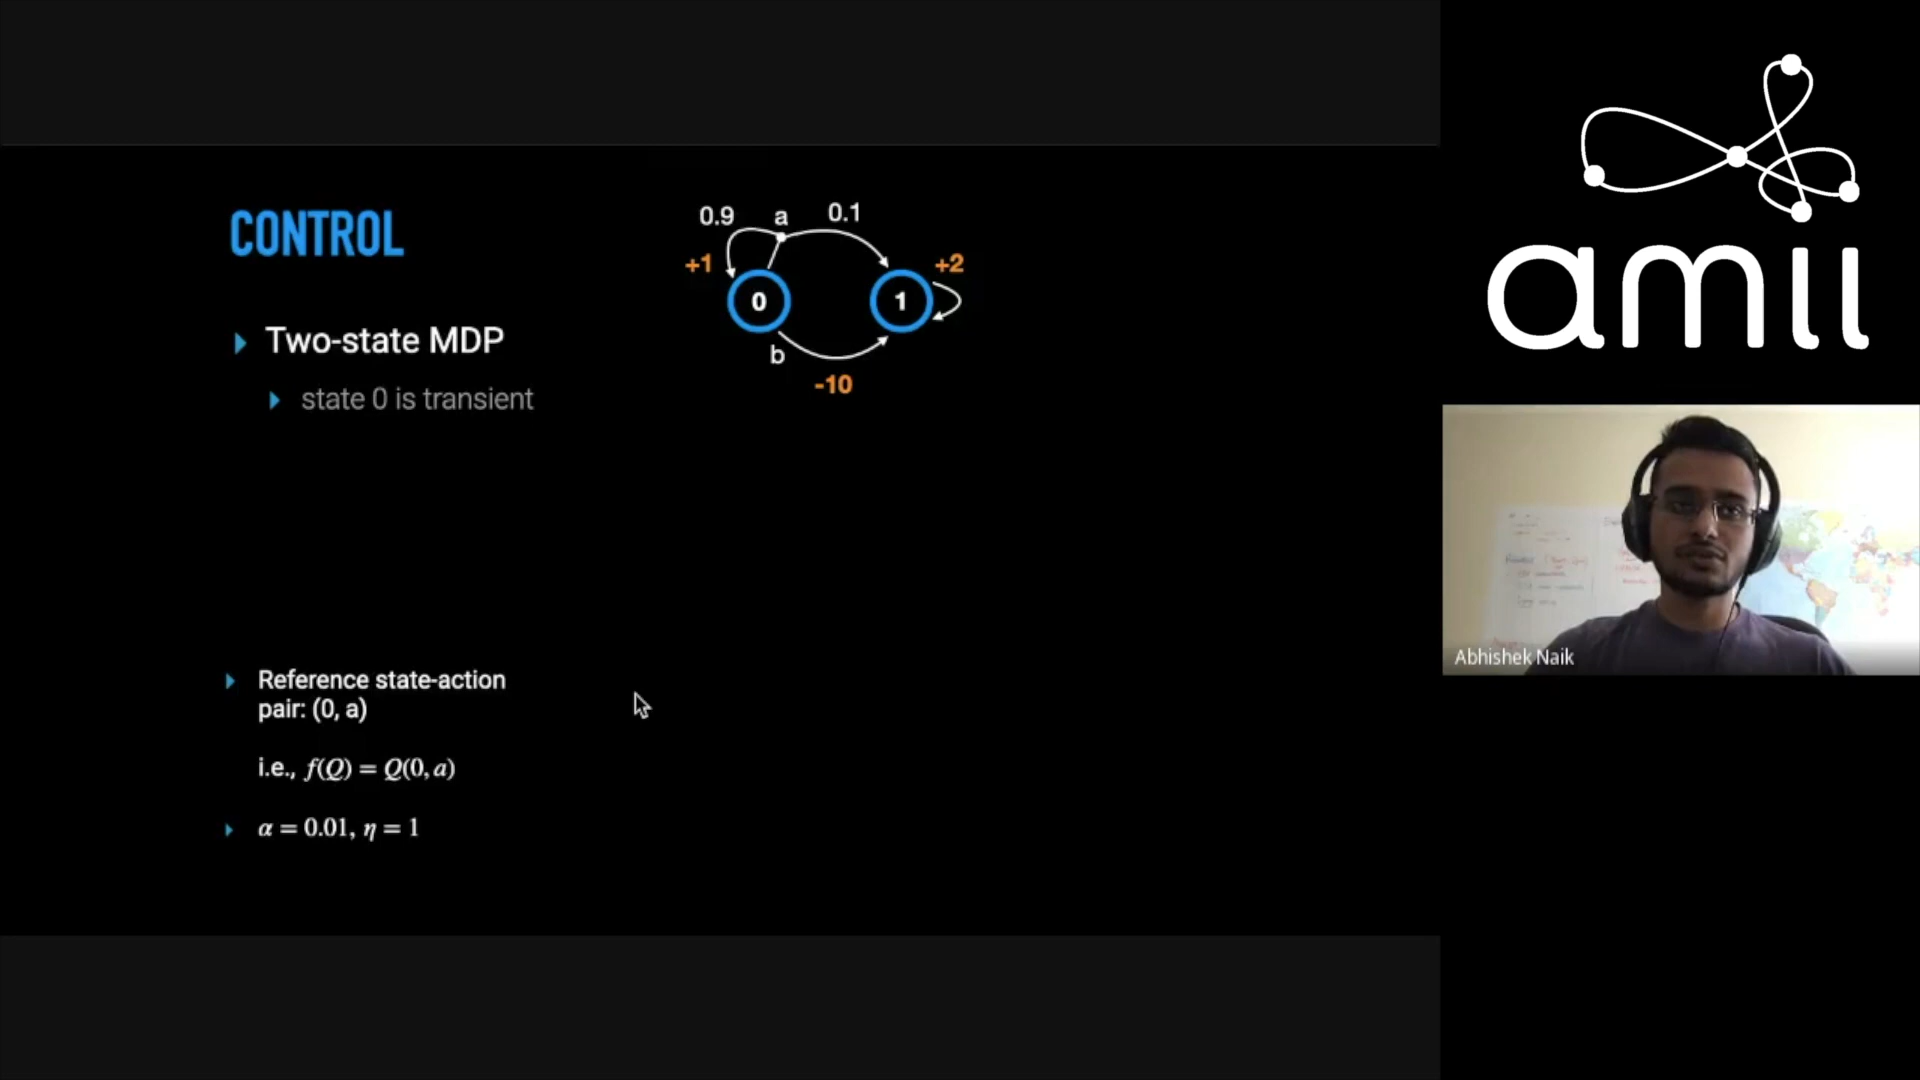 CONTROL
Two-state MDP
state 0 is transient
0.9 a 0.1
+1 +2
0 1
b
-10
Reference state-action
pair: (0, a)
i.e., f(Q) = Q(0, a)
α = 0.01, η = 1
amii
Abhishek Naik